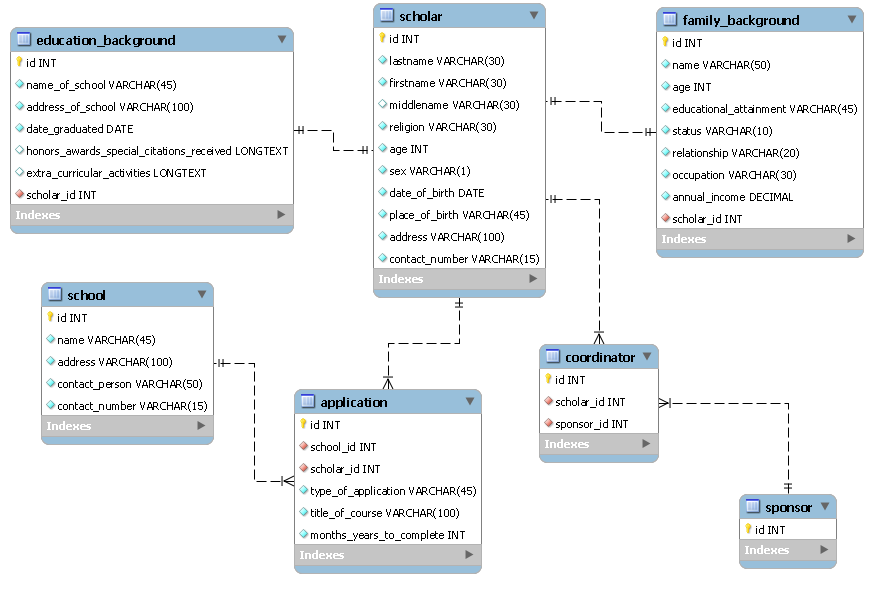 education_background
id INT
name_of_school VARCHAR(45)
address_of_school VARCHAR(100)
date_graduated DATE
honors_awards_special_citations_received LONGTEXT
extra_curricular_activities LONGTEXT
scholar_id INT
Indexes
scholar
id INT
lastname VARCHAR(30)
firstname VARCHAR(30)
middlename VARCHAR(30)
religion VARCHAR(30)
age INT
sex VARCHAR(1)
date_of_birth DATE
place_of_birth VARCHAR(45)
address VARCHAR(100)
contact_number VARCHAR(15)
Indexes
family_background
id INT
name VARCHAR(50)
age INT
educational_attainment VARCHAR(45)
status VARCHAR(10)
relationship VARCHAR(20)
occupation VARCHAR(30)
annual_income DECIMAL
scholar_id INT
Indexes
school
id INT
name VARCHAR(45)
address VARCHAR(100)
contact_person VARCHAR(50)
contact_number VARCHAR(15)
Indexes
application
id INT
school_id INT
scholar_id INT
type_of_application VARCHAR(45)
title_of_course VARCHAR(100)
months_years_to_complete INT
Indexes
coordinator
id INT
scholar_id INT
sponsor_id INT
Indexes
sponsor
id INT
Indexes